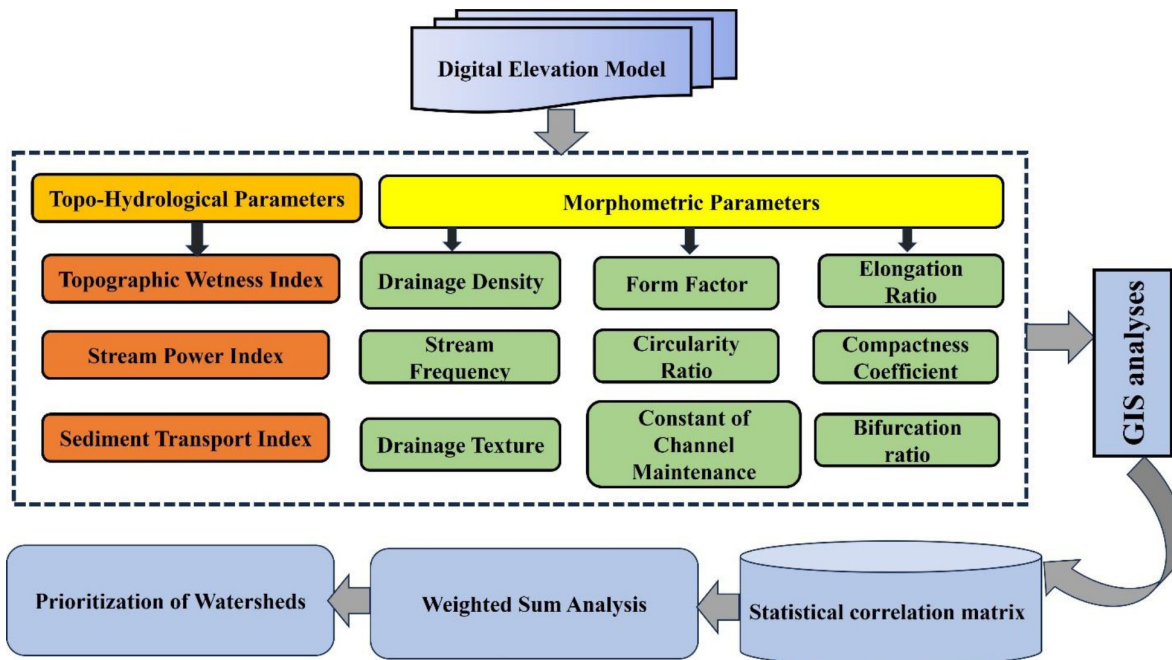 Digital Elevation Model
Topo-Hydrological Parameters
Morphometric Parameters
Topographic Wetness Index
Drainage Density
Form Factor
Elongation
Ratio
Stream Power Index
Stream
Frequency
Circularity
Ratio
Compactness
Coefficient
Sediment Transport Index
Drainage Texture
Constant of
Channel
Maintenance
Bifurcation
ratio
GIS analyses
Prioritization of Watersheds
Weighted Sum Analysis
Statistical correlation matrix